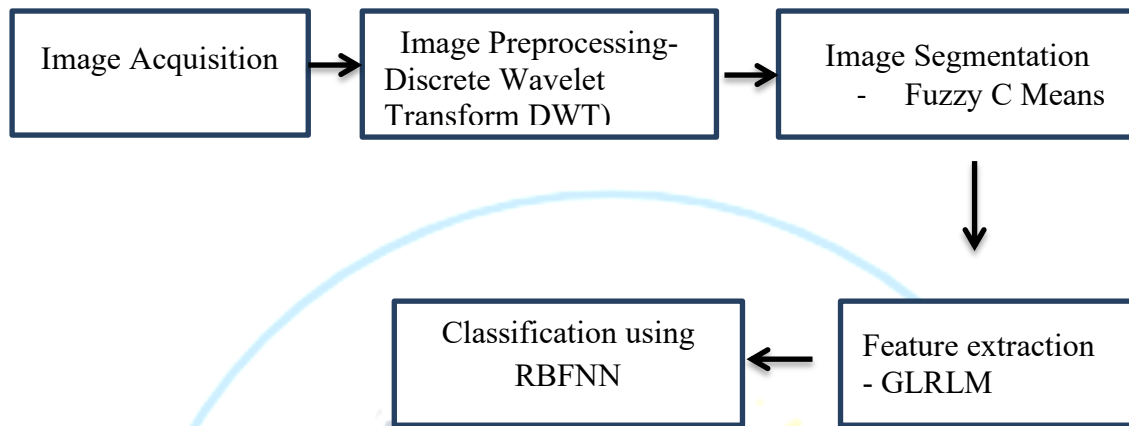 Image Acquisition
Image Preprocessing-
Discrete Wavelet
Transform DWT)
Image Segmentation
- Fuzzy C Means
Feature extraction
- GLRLM
Classification using
RBFNN